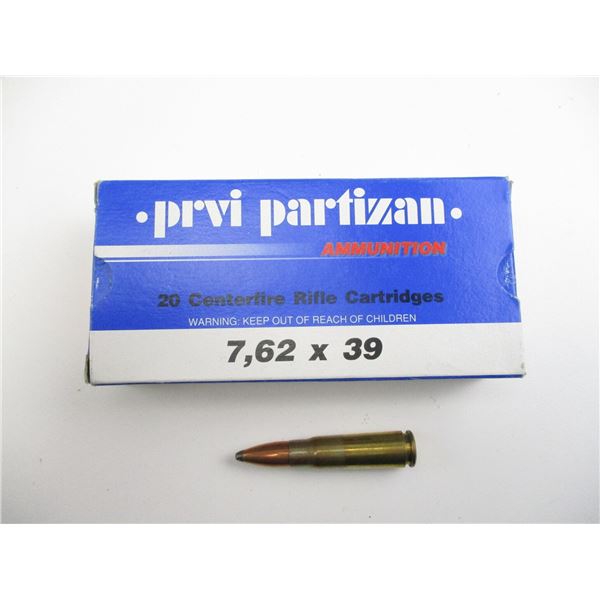 •prvi partizan•
AMMUNITION
20 Centerfire Rifle Cartridges
WARNING: KEEP OUT OF REACH OF CHILDREN
7,62 x 39